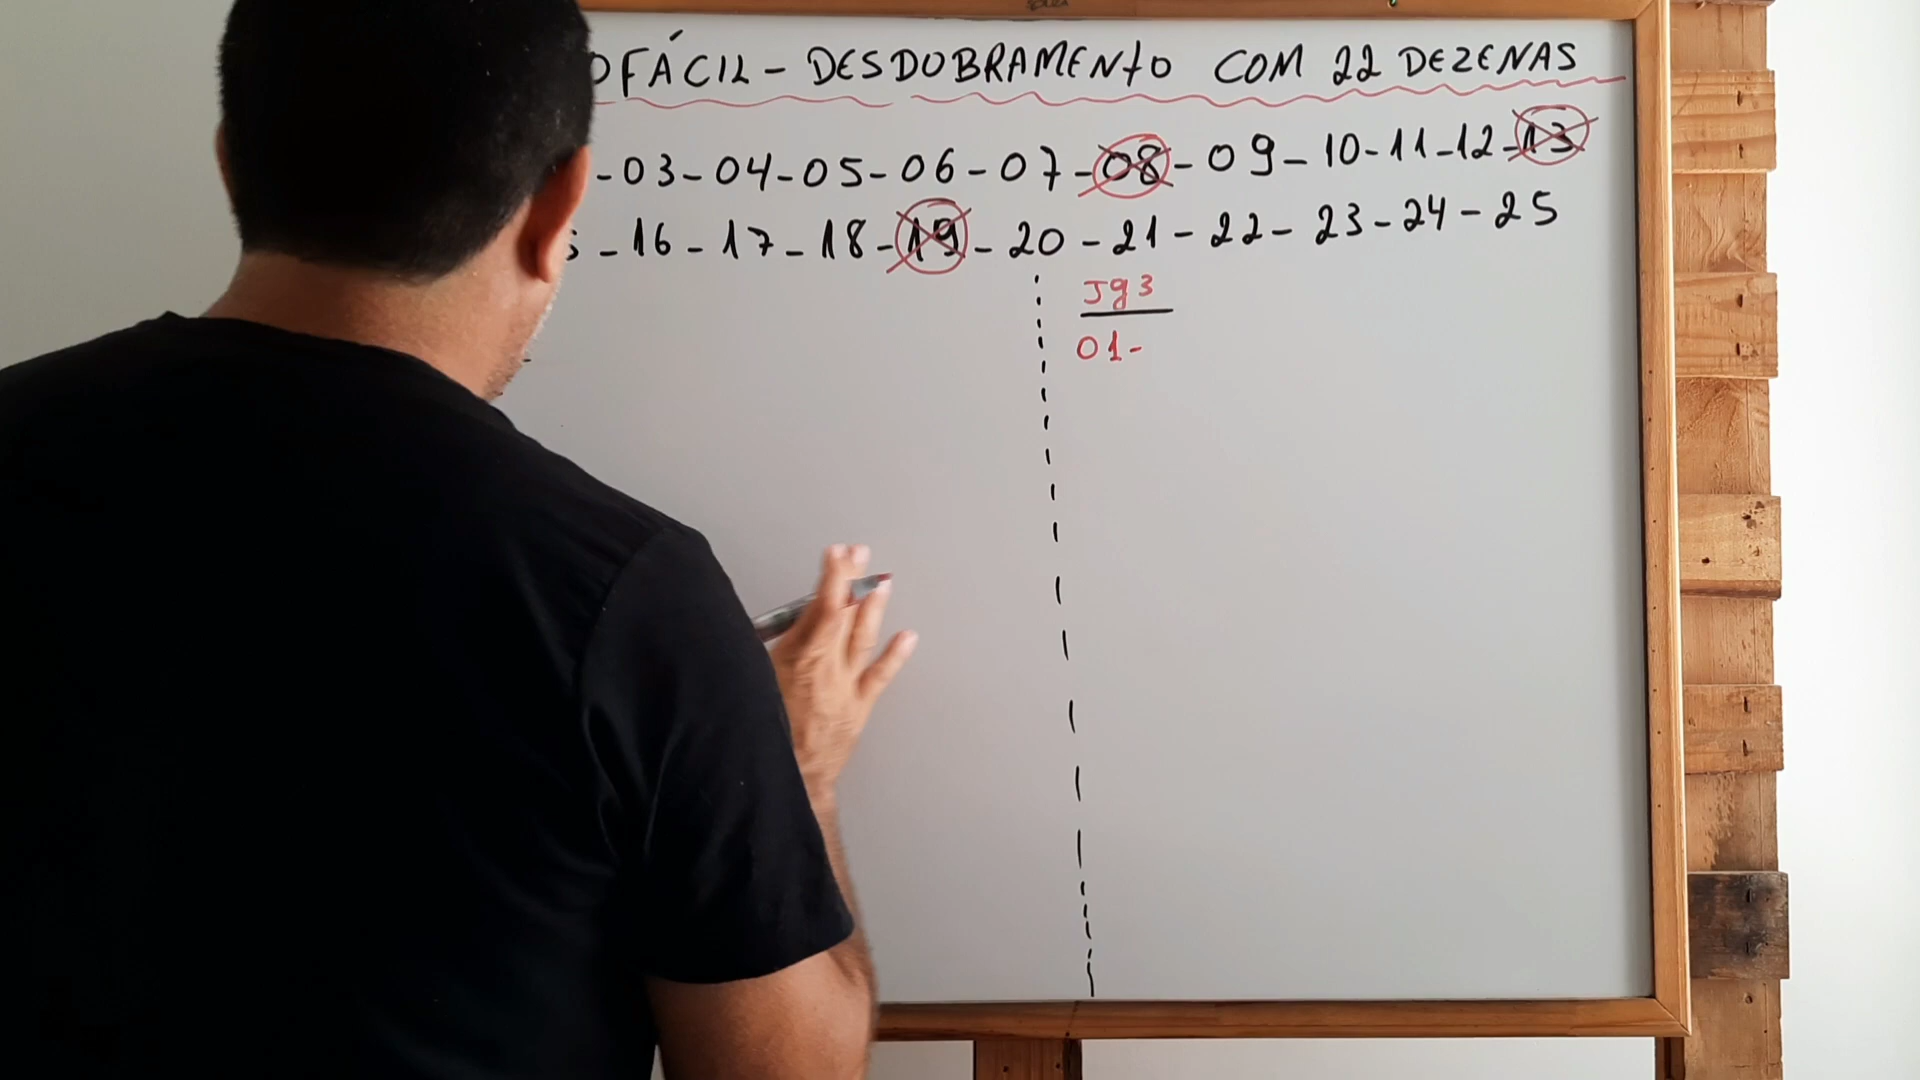 OFÁCIL - DESDOBRAMENTO COM 22 DEZENAS
- 03 - 04 - 05 - 06 - 07 - 08 - 09 - 10 - 11 - 12 - 13
- 16 - 17 - 18 - 19 - 20 - 21 - 22 - 23 - 24 - 25
Jg 3
01 -